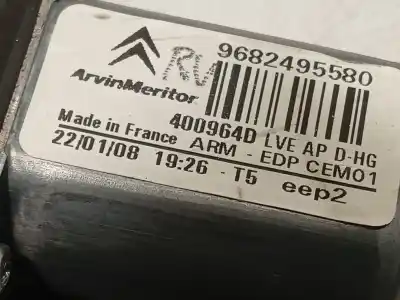 9682495580
ArvinMeritor
400964D LVE AP D-HG
Made in France ARM - EDP CEM01
22/01/08 19:26 - T5 eep2